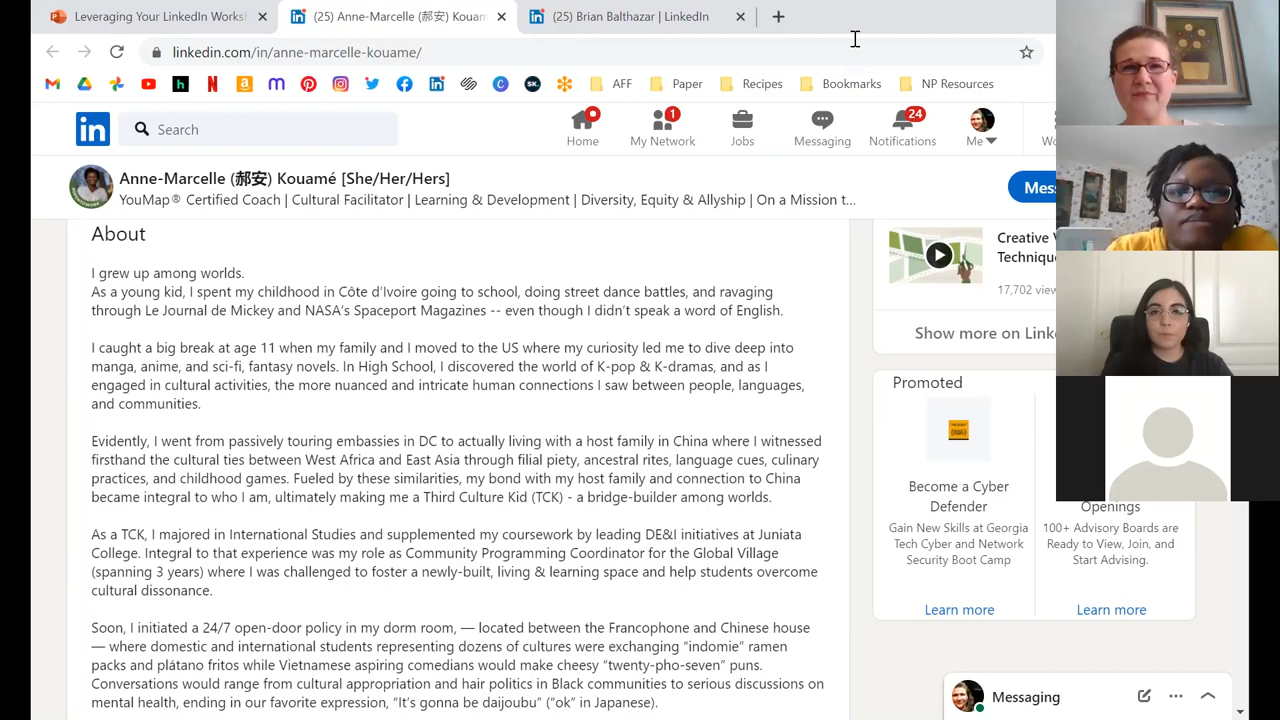 Leveraging Your LinkedIn Works
(25) Anne-Marcelle (郝安) Kouam
(25) Brian Balthazar | LinkedIn
linkedin.com/in/anne-marcelle-kouame/
AFF
Paper
Recipes
Bookmarks
NP Resources
in
Search
Home
1
My Network
Jobs
Messaging
24
Notifications
Me
Anne-Marcelle (郝安) Kouamé [She/Her/Hers]
YouMap® Certified Coach | Cultural Facilitator | Learning & Development | Diversity, Equity & Allyship | On a Mission t...
Mes
About
I grew up among worlds.
As a young kid, I spent my childhood in Côte d’Ivoire going to school, doing street dance battles, and ravaging
through Le Journal de Mickey and NASA’s Spaceport Magazines -- even though I didn’t speak a word of English.
I caught a big break at age 11 when my family and I moved to the US where my curiosity led me to dive deep into
manga, anime, and sci-fi, fantasy novels. In High School, I discovered the world of K-pop & K-dramas, and as I
engaged in cultural activities, the more nuanced and intricate human connections I saw between people, languages,
and communities.
Evidently, I went from passively touring embassies in DC to actually living with a host family in China where I witnessed
firsthand the cultural ties between West Africa and East Asia through filial piety, ancestral rites, language cues, culinary
practices, and childhood games. Fueled by these similarities, my bond with my host family and connection to China
became integral to who I am, ultimately making me a Third Culture Kid (TCK) - a bridge-builder among worlds.
As a TCK, I majored in International Studies and supplemented my coursework by leading DE&I initiatives at Juniata
College. Integral to that experience was my role as Community Programming Coordinator for the Global Village
(spanning 3 years) where I was challenged to foster a newly-built, living & learning space and help students overcome
cultural dissonance.
Soon, I initiated a 24/7 open-door policy in my dorm room, — located between the Francophone and Chinese house
— where domestic and international students representing dozens of cultures were exchanging “indomie” ramen
packs and plátano fritos while Vietnamese aspiring comedians would make cheesy “twenty-pho-seven” puns.
Conversations would range from cultural appropriation and hair politics in Black communities to serious discussions on
mental health, ending in our favorite expression, “It’s gonna be daijoubu” (“ok” in Japanese).
Creative
Techniqu
17,702 view
Show more on Link
Promoted
Become a Cyber
Defender
Gain New Skills at Georgia
Tech Cyber and Network
Security Boot Camp
Learn more
Openings
100+ Advisory Boards are
Ready to View, Join, and
Start Advising.
Learn more
Messaging